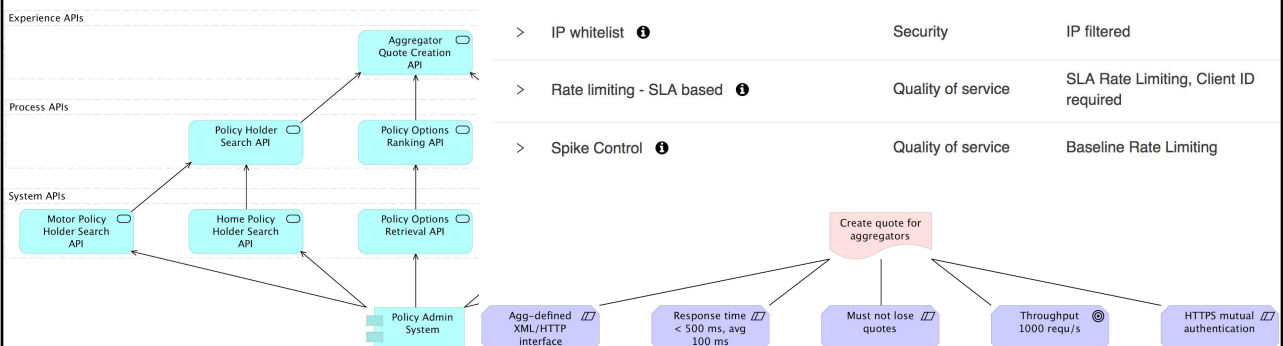 Experience APIs
Aggregator
Quote Creation
API
Process APIs
Policy Holder
Search API
Policy Options
Ranking API
System APIs
Motor Policy
Holder Search
API
Home Policy
Holder Search
API
Policy Options
Retrieval API
Policy Admin
System
IP whitelist
Security
IP filtered
Rate limiting - SLA based
Quality of service
SLA Rate Limiting, Client ID
required
Spike Control
Quality of service
Baseline Rate Limiting
Create quote for
aggregators
Agg-defined
XML/HTTP
interface
Response time
< 500 ms, avg
100 ms
Must not lose
quotes
Throughput
1000 requ/s
HTTPS mutual
authentication